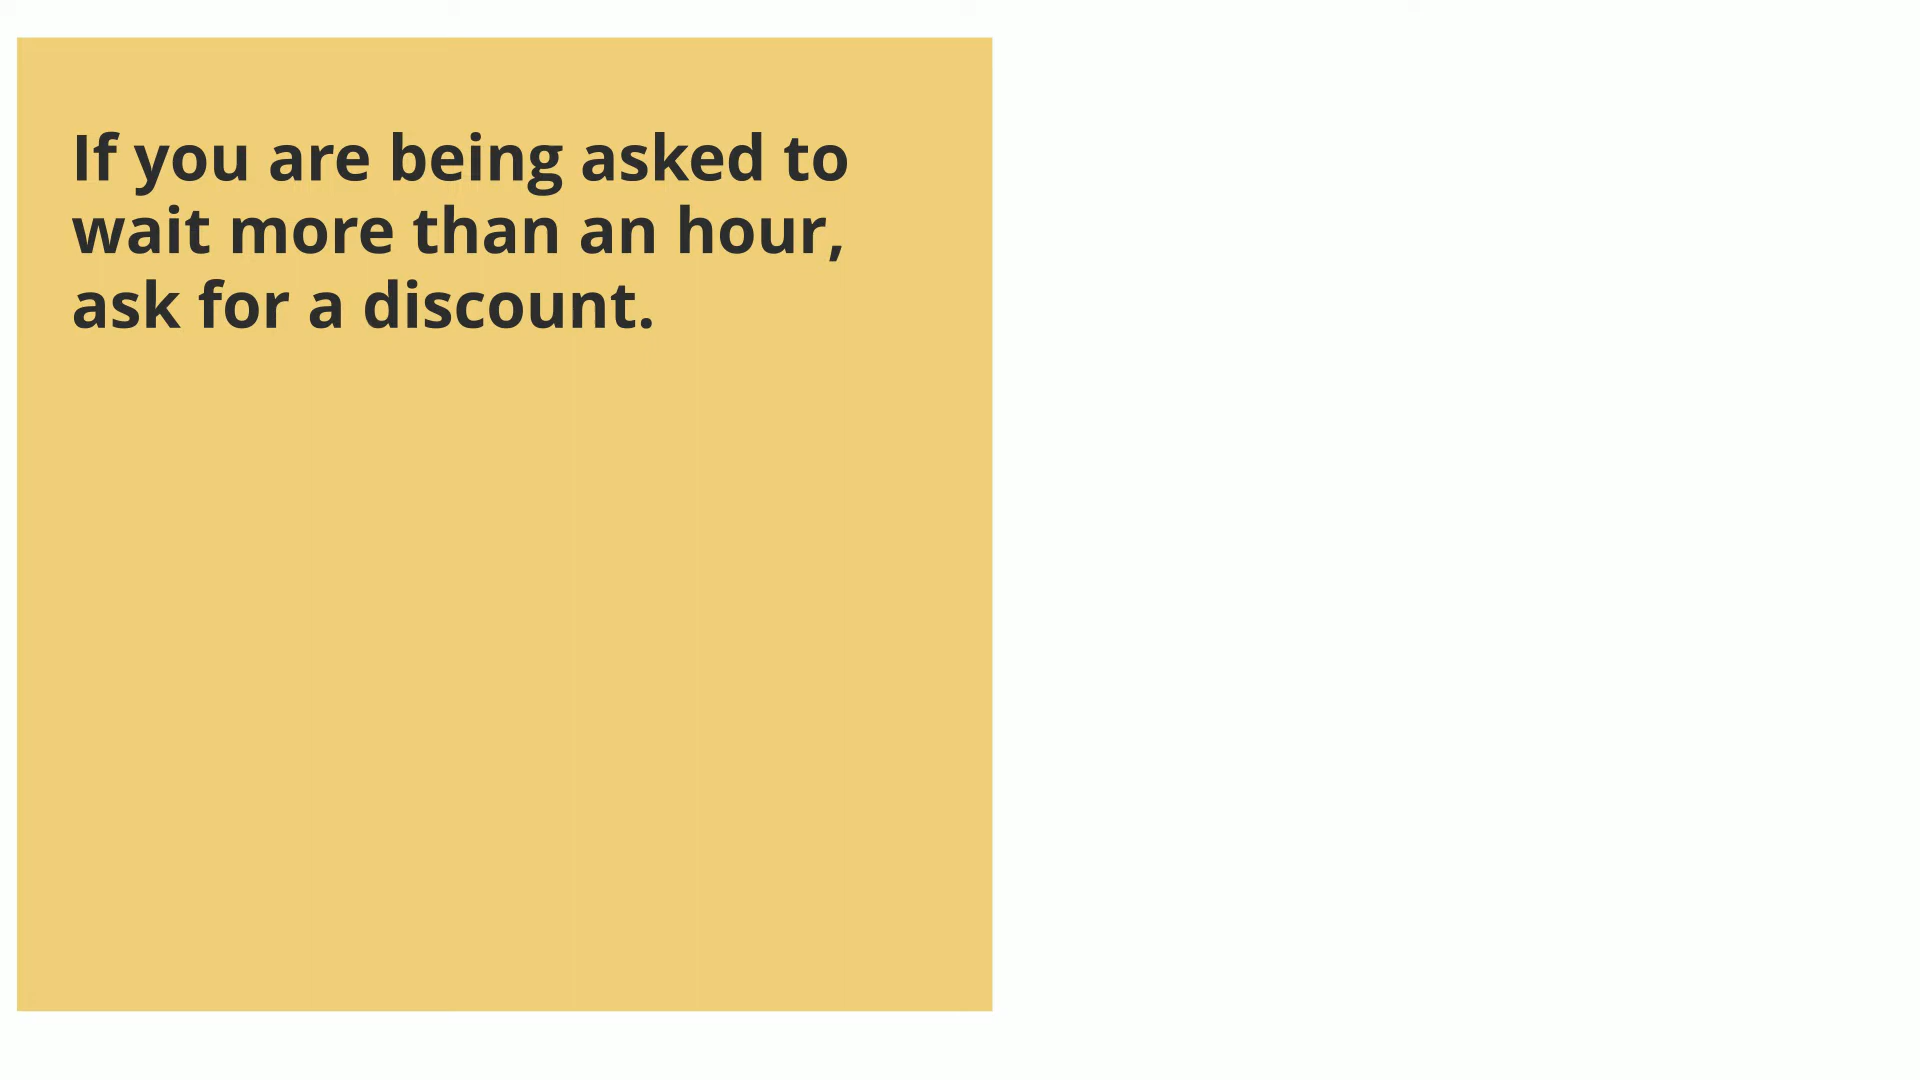 If you are being asked to
wait more than an hour,
ask for a discount.